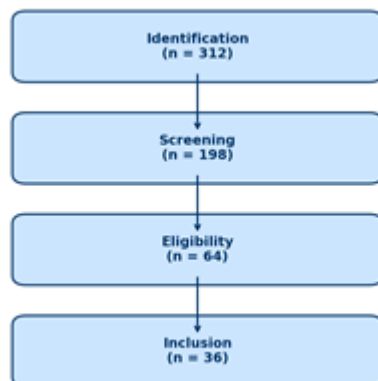 Identification
(n = 312)
Screening
(n = 198)
Eligibility
(n = 64)
Inclusion
(n = 36)